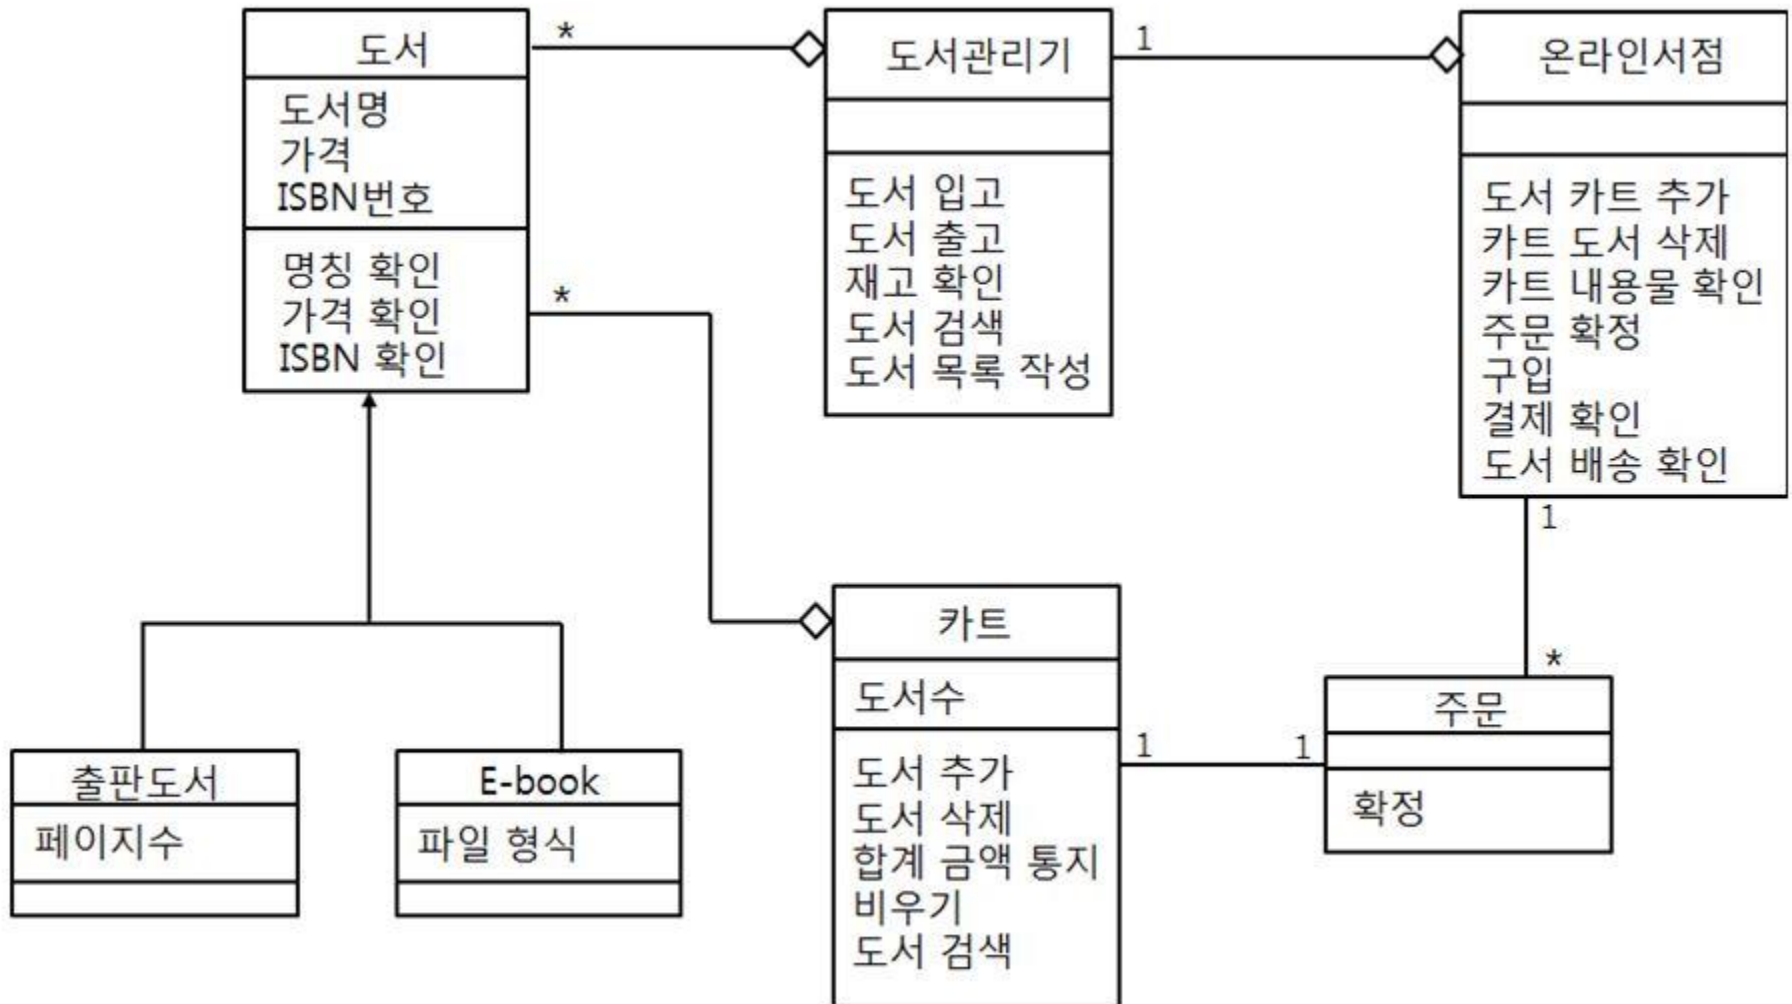 도서
도서명
가격
ISBN번호
명칭 확인
가격 확인
ISBN 확인
*
*
도서관리기
도서 입고
도서 출고
재고 확인
도서 검색
도서 목록 작성
1
온라인서점
도서 카트 추가
카트 도서 삭제
카트 내용물 확인
주문 확정
구입
결제 확인
도서 배송 확인
1
*
출판도서
페이지수
E-book
파일 형식
카트
도서수
도서 추가
도서 삭제
합계 금액 통지
비우기
도서 검색
1
1
주문
확정